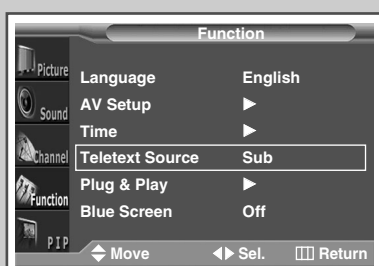 Function
Picture
Sound
Channel
Function
PIP
Language English
AV Setup
Time
Teletext Source Sub
Plug & Play
Blue Screen Off
Move Sel. Return